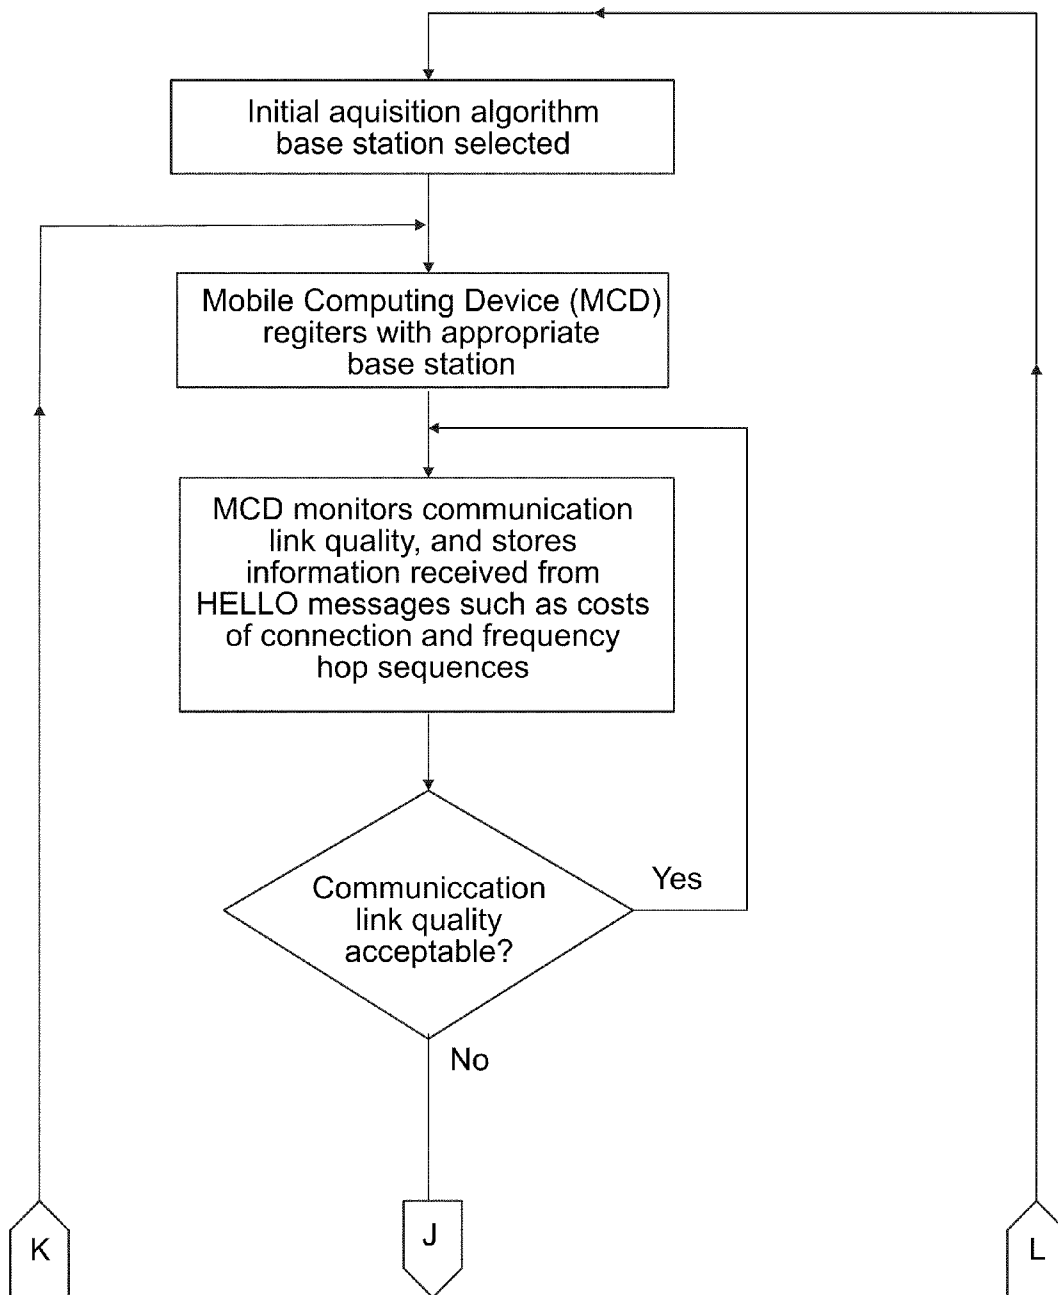 Initial aquisition algorithm
base station selected
Mobile Computing Device (MCD)
regiters with appropriate
base station
MCD monitors communication
link quality, and stores
information received from
HELLO messages such as costs
of connection and frequency
hop sequences
Communiccation
link quality
acceptable?
Yes
No
K
J
L